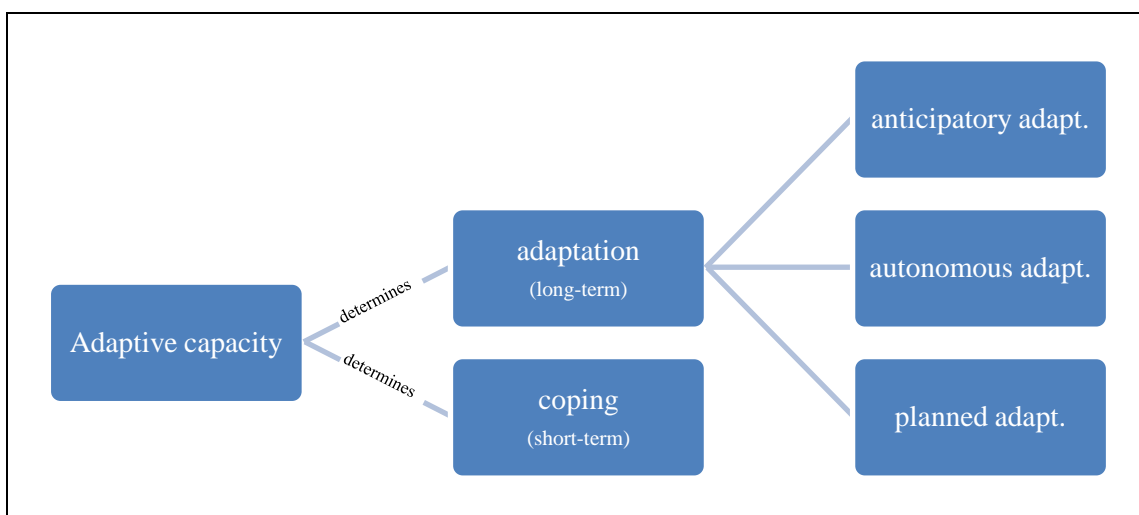 Adaptive capacity
determines
determines
adaptation
(long-term)
coping
(short-term)
anticipatory adapt.
autonomous adapt.
planned adapt.